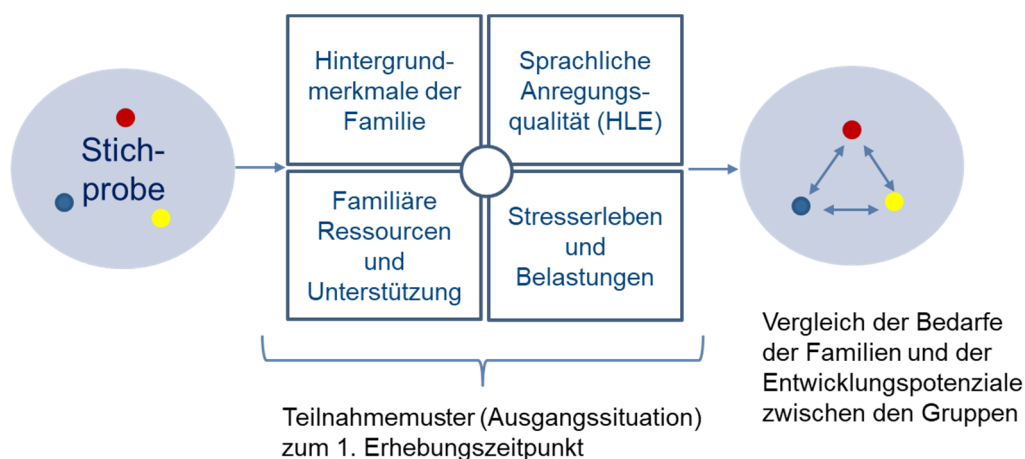 Stich-
probe
Hintergrund-
merkmale der
Familie
Sprachliche
Anregungs-
qualität (HLE)
Familiäre
Ressourcen
und
Unterstützung
Stresserleben
und
Belastungen
Teilnahmemuster (Ausgangssituation)
zum 1. Erhebungszeitpunkt
Vergleich der Bedarfe
der Familien und der
Entwicklungspotenziale
zwischen den Gruppen